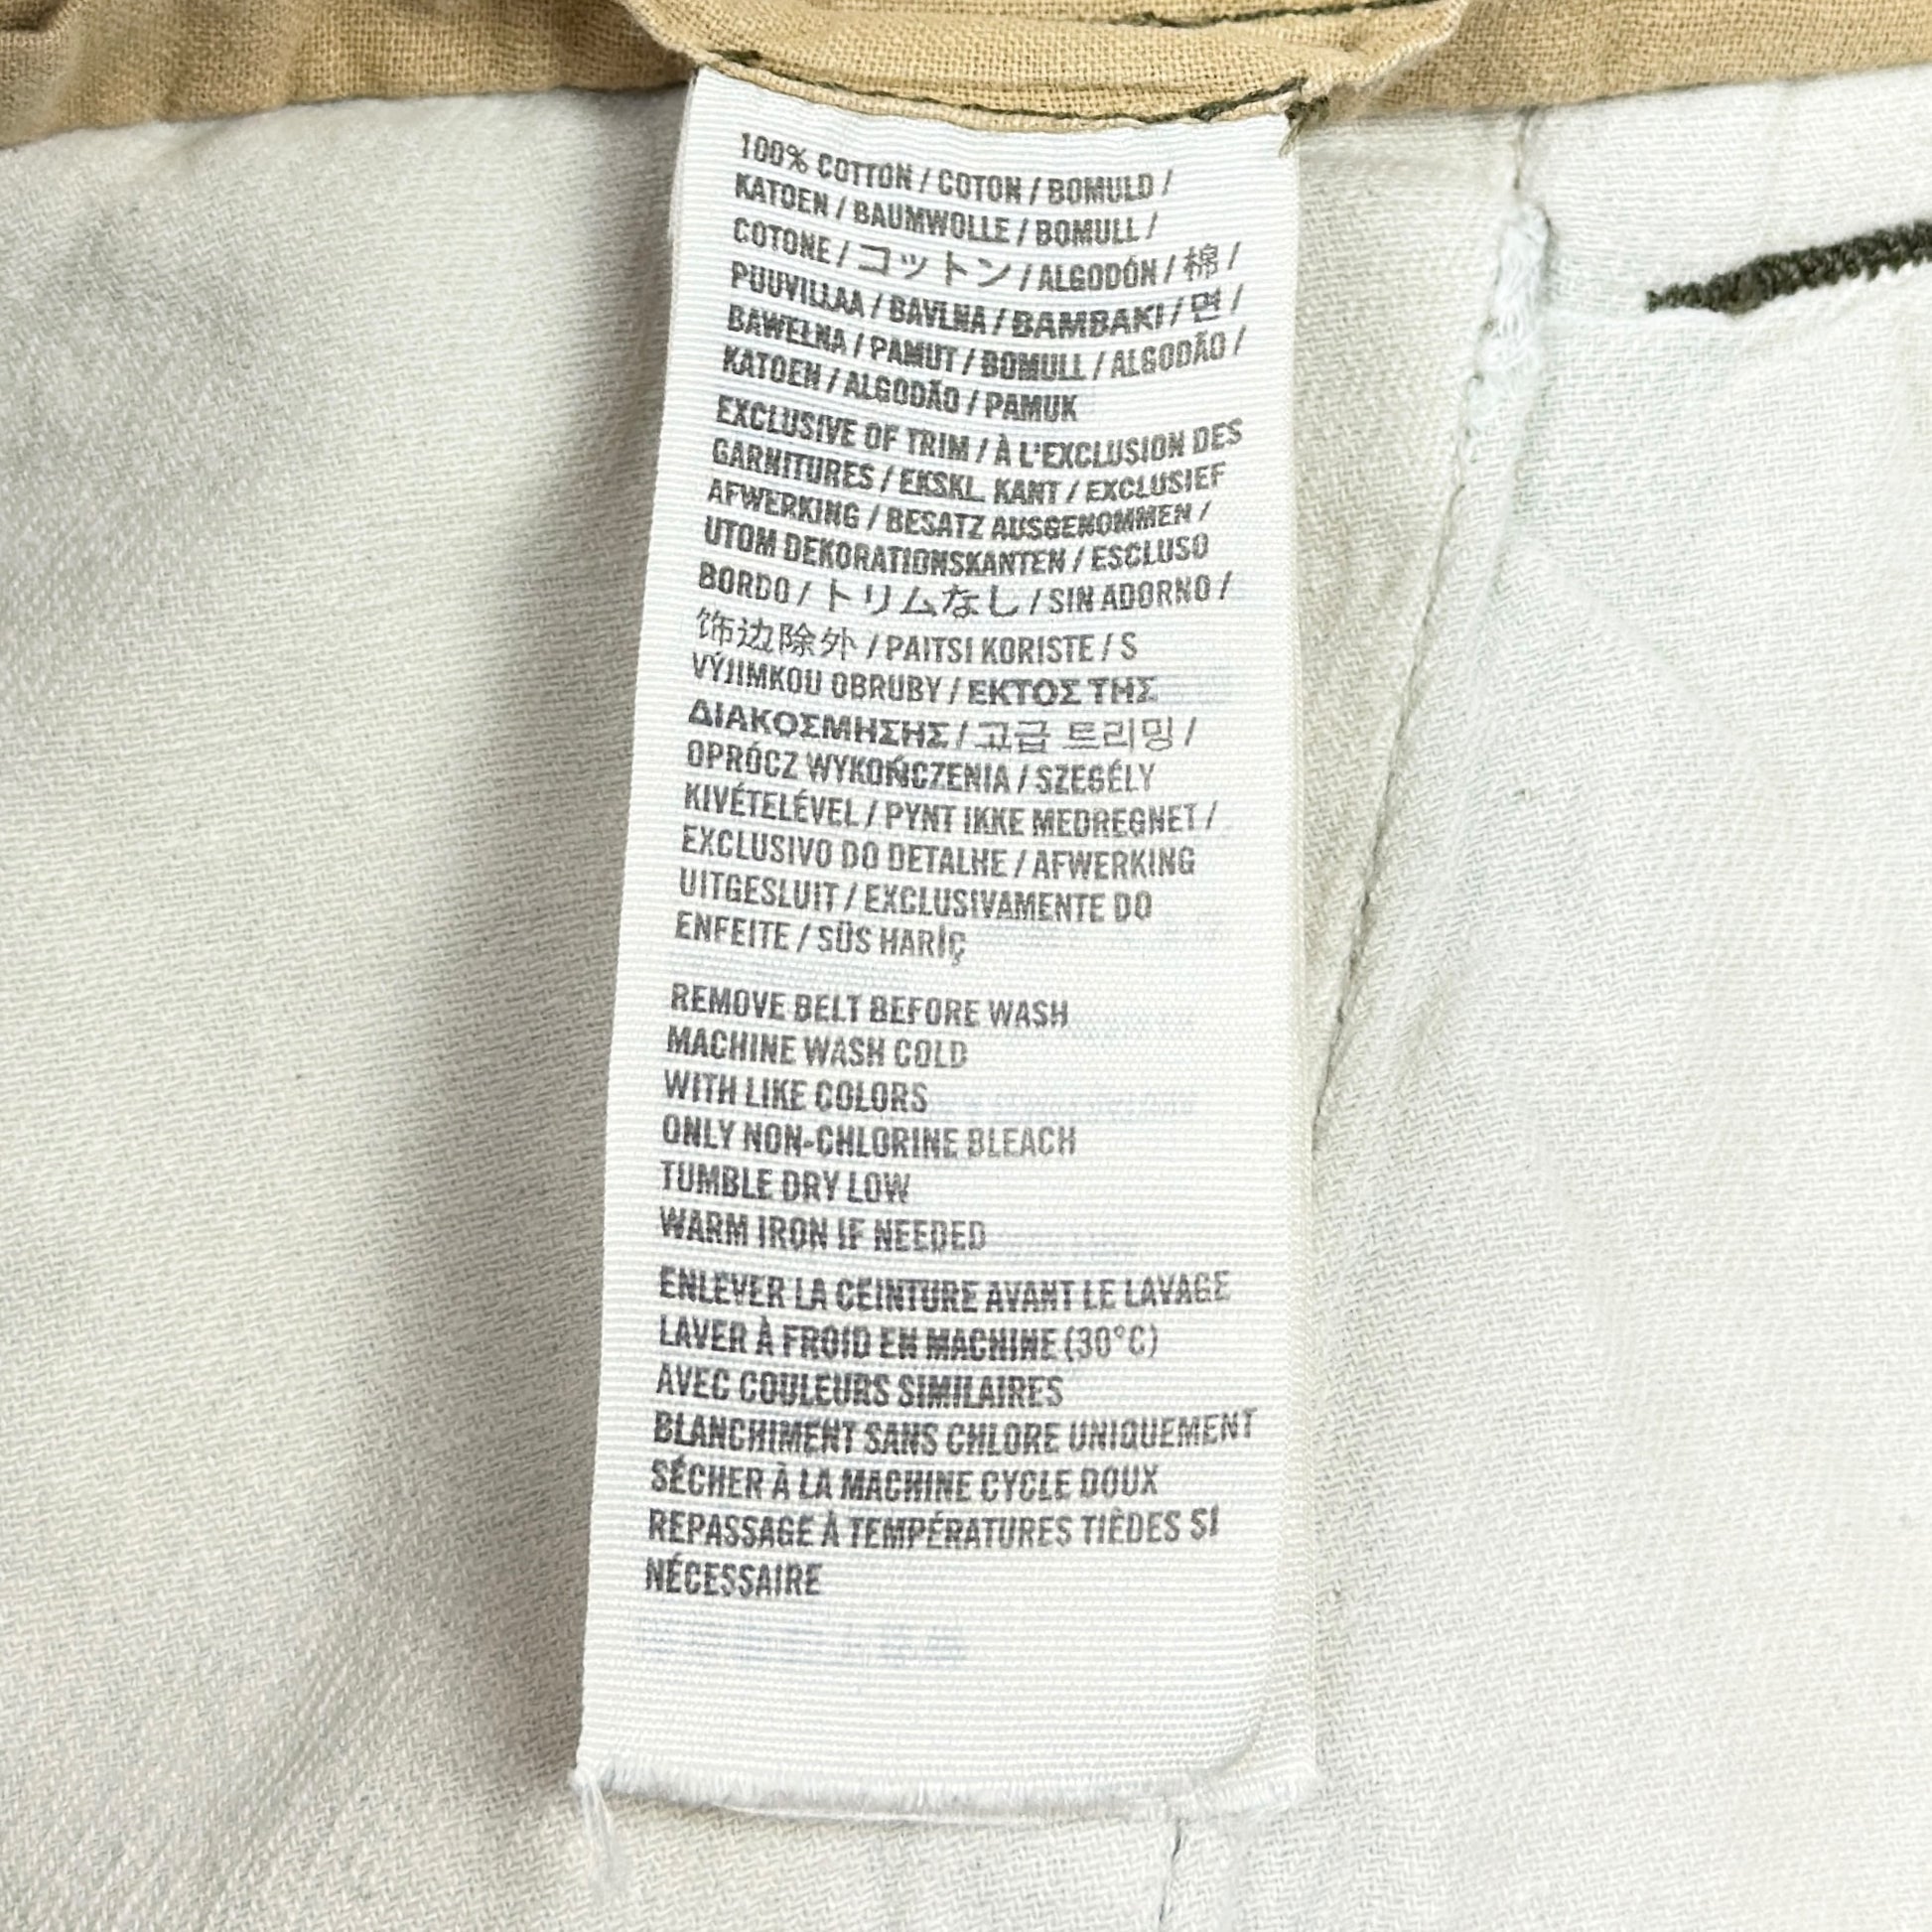 100% COTTON / COTON / BOMULD /
KATOEN / BAUMWOLLE / BOMULL /
COTONE / コットン / ALGODÓN / 棉 /
PUUVILLAA / BAVLNA / BAMBAKI / 면 /
BAWEŁNA / PAMUT / BOMULL / ALGODÃO /
KATOEN / ALGODÃO / PAMUK
EXCLUSIVE OF TRIM / À L'EXCLUSION DES
GARNITURES / EKSKL. KANT / EXCLUSIEF
AFWERKING / BESATZ AUSGENOMMEN /
UTOM DEKORATIONSKANTEN / ESCLUSO
BORDO / トリムなし / SIN ADORNO /
饰边除外 / PAITSI KORISTE / S
VÝJIMKOU OBRUBY / ΕΚΤΟΣ ΤΗΣ
ΔΙΑΚΟΣΜΗΣΗΣ / 고급 트리밍 /
OPRÓCZ WYKOŃCZENIA / SZEGÉLY
KIVÉTELÉVEL / PYNT IKKE MEDREGNET /
EXCLUSIVO DO DETALHE / AFWERKING
UITGESLUIT / EXCLUSIVAMENTE DO
ENFEITE / SÜS HARİÇ
REMOVE BELT BEFORE WASH
MACHINE WASH COLD
WITH LIKE COLORS
ONLY NON-CHLORINE BLEACH
TUMBLE DRY LOW
WARM IRON IF NEEDED
ENLEVER LA CEINTURE AVANT LE LAVAGE
LAVER À FROID EN MACHINE (30°C)
AVEC COULEURS SIMILAIRES
BLANCHIMENT SANS CHLORE UNIQUEMENT
SÉCHER À LA MACHINE CYCLE DOUX
REPASSAGE À TEMPÉRATURES TIÈDES SI
NÉCESSAIRE